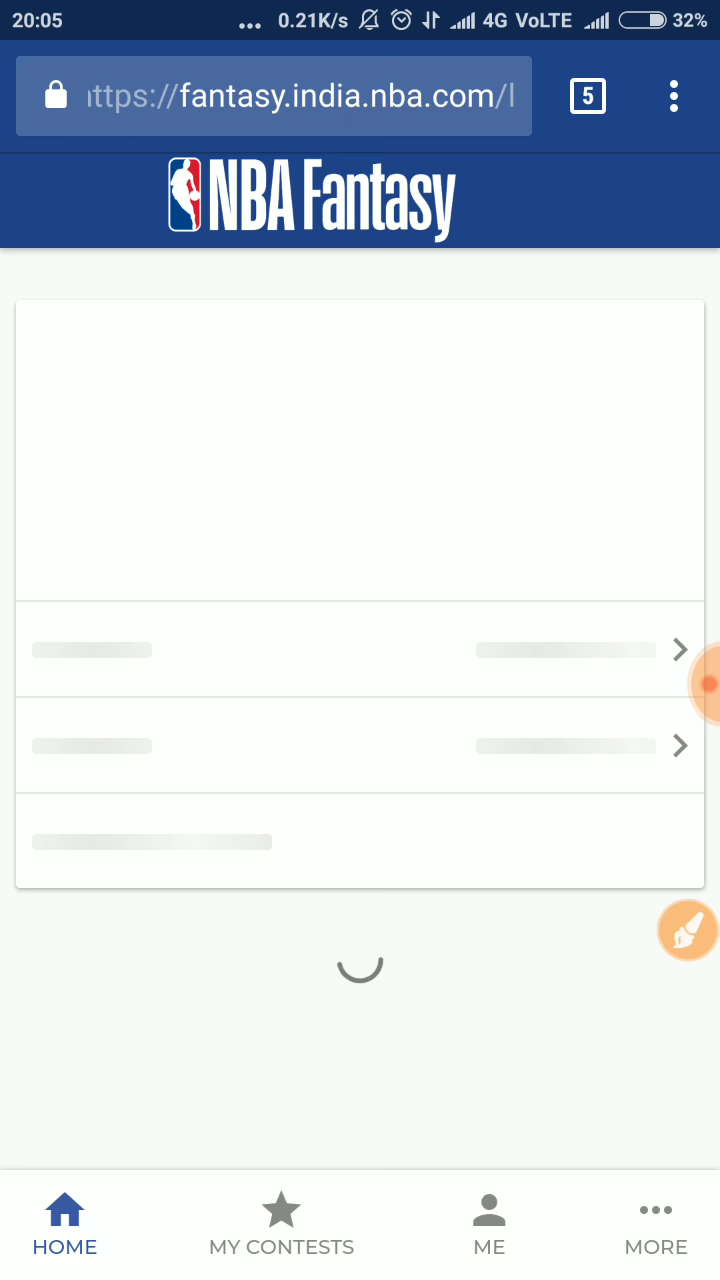 20:05 ... 0.21K/s 4G VoLTE 32%
ttps://fantasy.india.nba.com/l 5
NBA Fantasy
HOME MY CONTESTS ME MORE